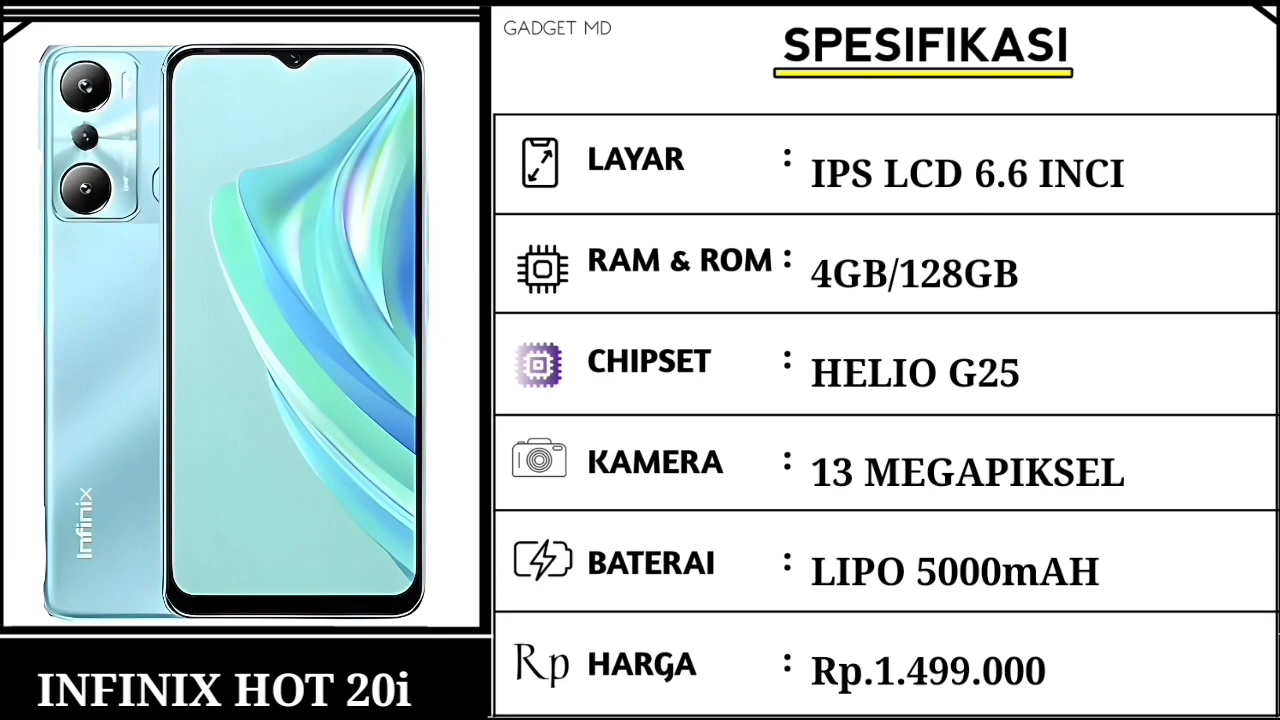 GADGET MD
SPESIFIKASI
LAYAR : IPS LCD 6.6 INCI
RAM & ROM : 4GB/128GB
CHIPSET : HELIO G25
KAMERA : 13 MEGAPIKSEL
BATERAI : LIPO 5000mAH
Rp HARGA : Rp.1.499.000
Infinix
INFINIX HOT 20i